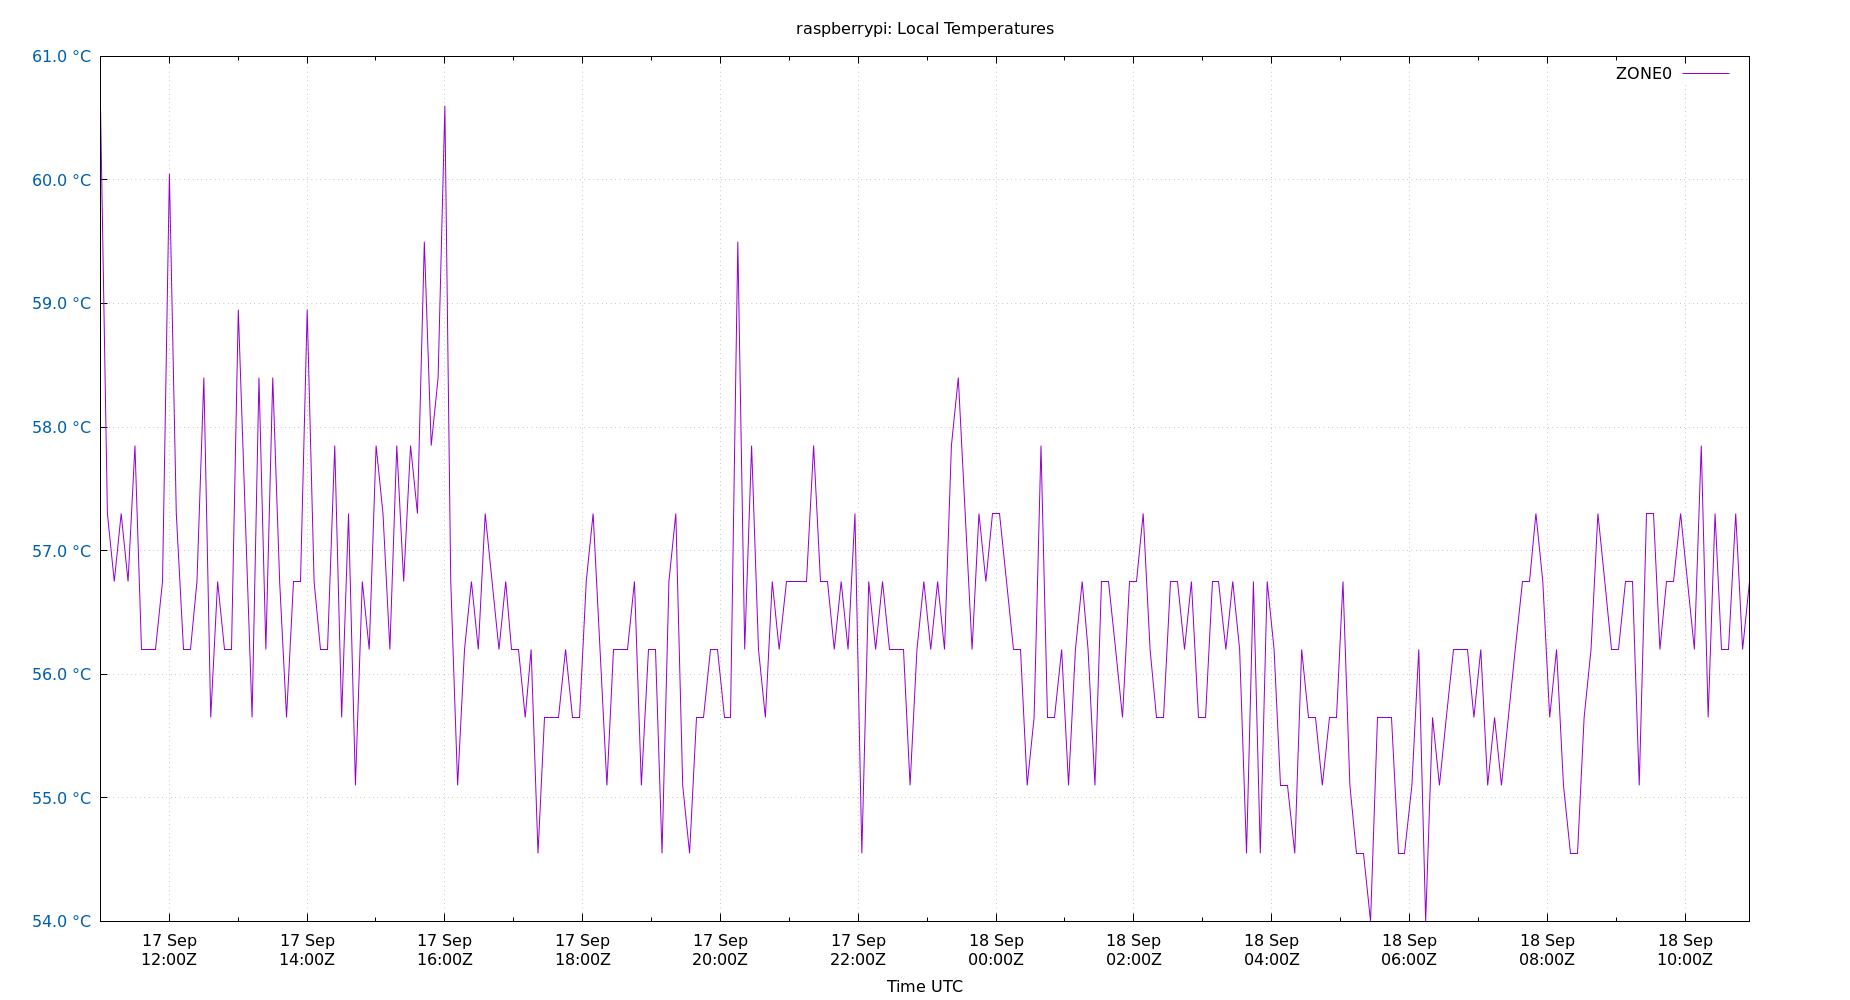 raspberrypi: Local Temperatures
61.0 °C
ZONE0
60.0 °C
59.0 °C
58.0 °C
57.0 °C
56.0 °C
55.0 °C
54.0 °C
17 Sep 17 Sep 17 Sep 17 Sep 17 Sep 17 Sep 18 Sep 18 Sep 18 Sep 18 Sep 18 Sep 18 Sep
12:00Z 14:00Z 16:00Z 18:00Z 20:00Z 22:00Z 00:00Z 02:00Z 04:00Z 06:00Z 08:00Z 10:00Z
Time UTC